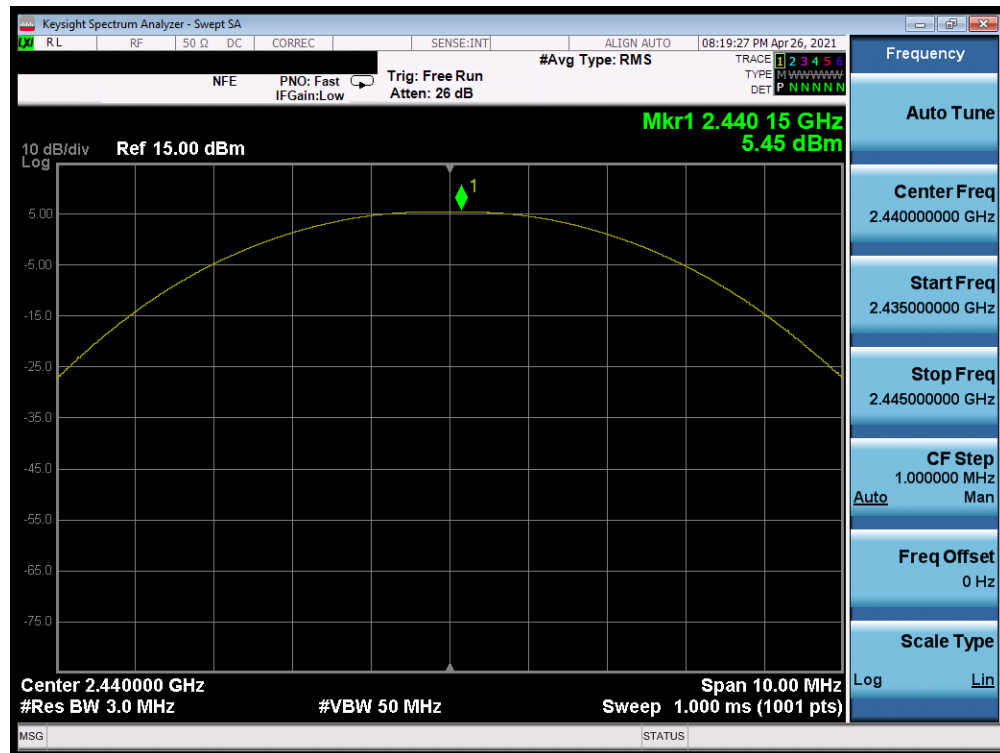 Keysight Spectrum Analyzer - Swept SA
LXI RL RF 50 Ω DC CORREC SENSE:INT ALIGN AUTO 08:19:27 PM Apr 26, 2021
NFE PNO: Fast Trig: Free Run #Avg Type: RMS TRACE 1 2 3 4 5 6
IFGain:Low Atten: 26 dB TYPE M WWWWW
DET P N N N N N
Mkr1 2.440 15 GHz
5.45 dBm
10 dB/div Ref 15.00 dBm
Log
1
5.00
-5.00
-15.0
-25.0
-35.0
-45.0
-55.0
-65.0
-75.0
Center 2.440000 GHz Span 10.00 MHz
#Res BW 3.0 MHz #VBW 50 MHz Sweep 1.000 ms (1001 pts)
MSG STATUS
Frequency
Auto Tune
Center Freq
2.440000000 GHz
Start Freq
2.435000000 GHz
Stop Freq
2.445000000 GHz
CF Step
1.000000 MHz
Auto Man
Freq Offset
0 Hz
Scale Type
Log Lin